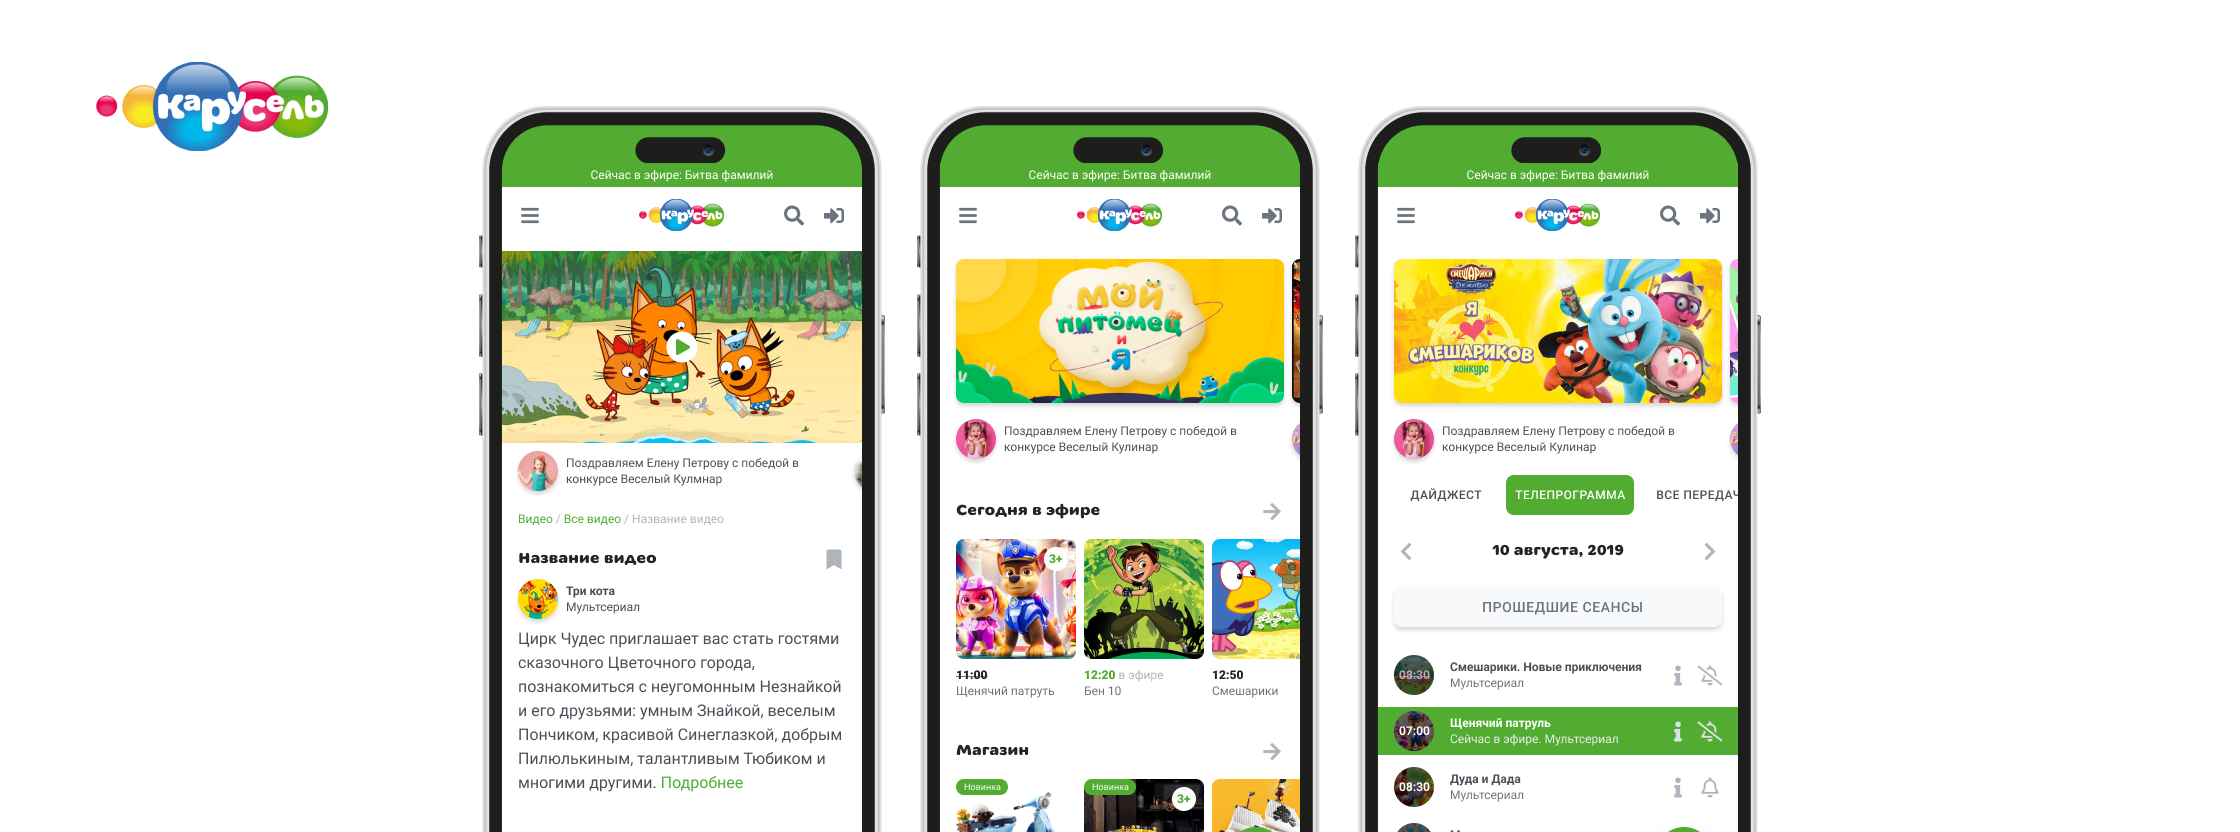 Карусель
Сейчас в эфире: Битва фамилий
Карусель
Поздравляем Елену Петрову с победой в
конкурсе Веселый Кулмнар
Видео / Все видео / Название видео
Название видео
Три кота
Мультсериал
Цирк Чудес приглашает вас стать гостями
сказочного Цветочного города,
познакомиться с неугомонным Незнайкой
и его друзьями: умным Знайкой, веселым
Пончиком, красивой Синеглазкой, добрым
Пилюлькиным, талантливым Тюбиком и
многими другими. Подробнее
Сейчас в эфире: Битва фамилий
Карусель
МОЙ
ПИТОМЕЦ
И
Я
Поздравляем Елену Петрову с победой в
конкурсе Веселый Кулинар
Сегодня в эфире
3+
11:00
Щенячий патруть
12:20 в эфире
Бен 10
12:50
Смешарики
Магазин
Новинка
Новинка
3+
Сейчас в эфире: Битва фамилий
Карусель
СМЕШАРИКИ
ДЕЖАВЮ
Я
СМЕШАРИКОВ
конкурс
Поздравляем Елену Петрову с победой в
конкурсе Веселый Кулинар
ДАЙДЖЕСТ
ТЕЛЕПРОГРАММА
ВСЕ ПЕРЕДАЧ
10 августа, 2019
ПРОШЕДШИЕ СЕАНСЫ
08:30
Смешарики. Новые приключения
Мультсериал
07:00
Щенячий патруль
Сейчас в эфире. Мультсериал
08:30
Дуда и Дада
Мультсериал